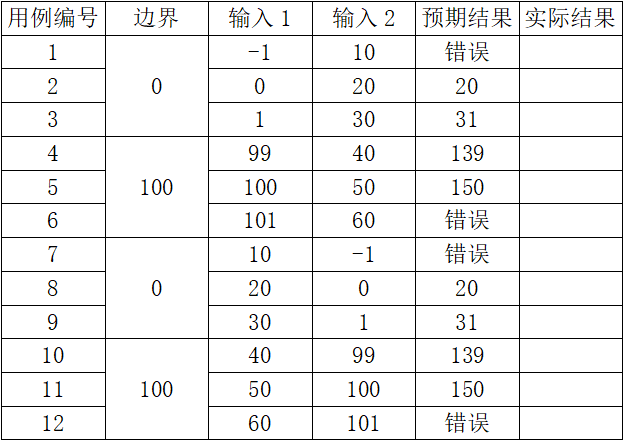 用例编号 边界 输入1 输入2 预期结果 实际结果
1 0 -1 10 错误
2 0 20 20
3 1 30 31
4 100 99 40 139
5 100 50 150
6 101 60 错误
7 0 10 -1 错误
8 20 0 20
9 30 1 31
10 100 40 99 139
11 50 100 150
12 60 101 错误